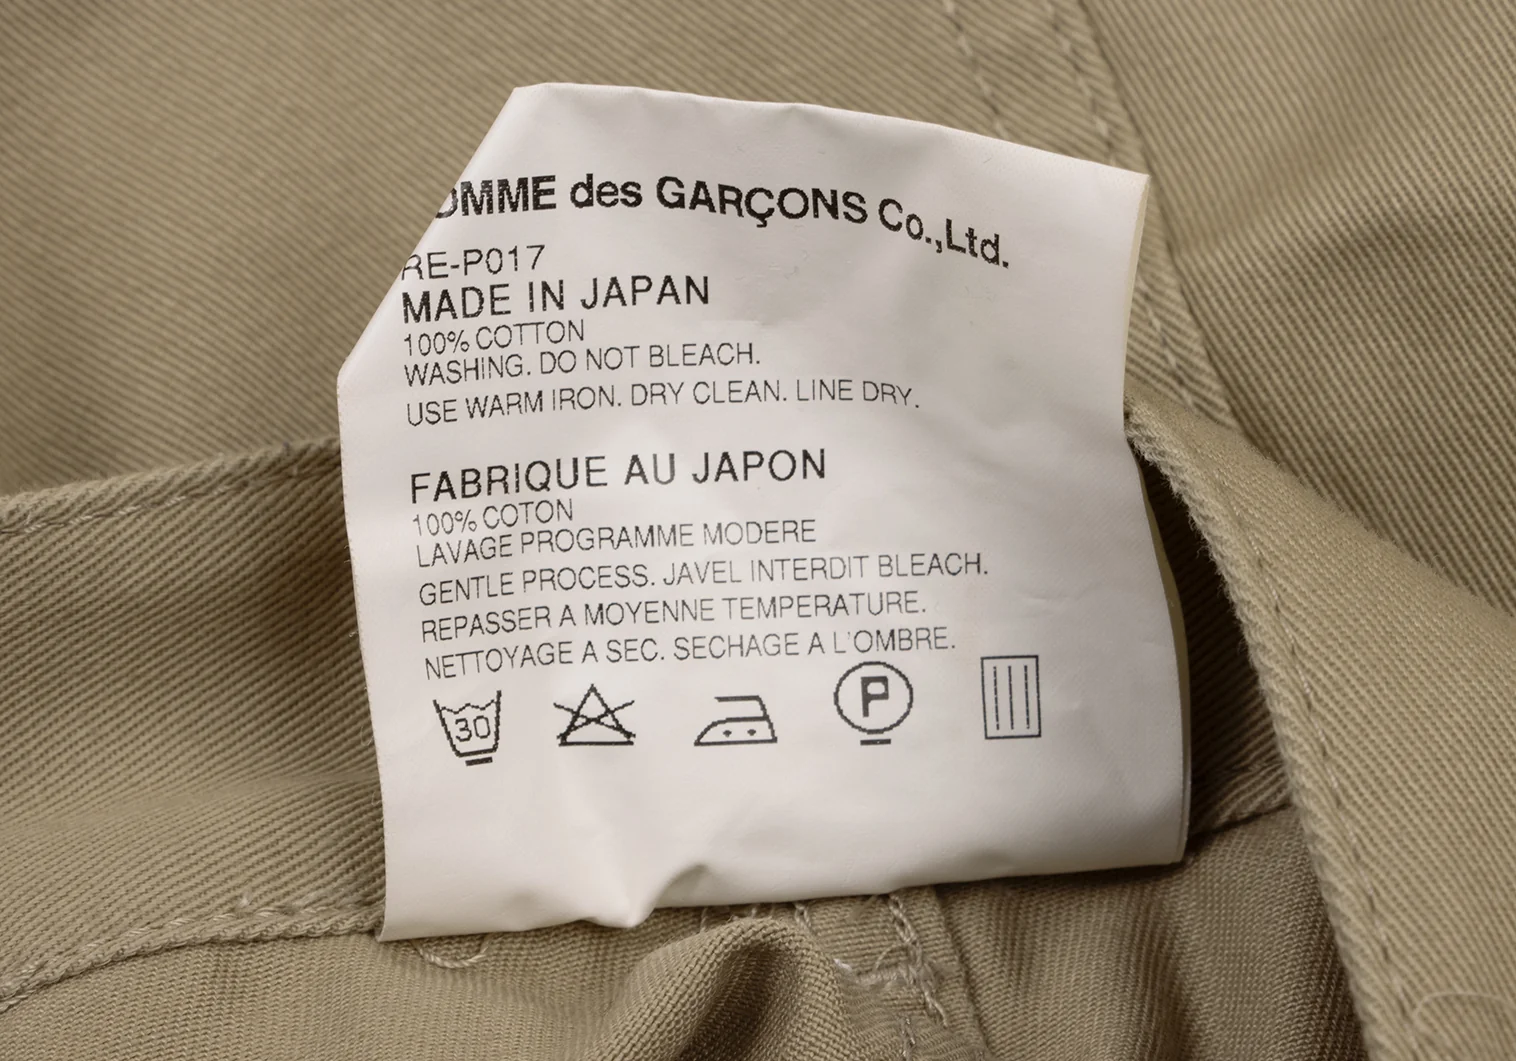 OMME des GARÇONS Co.,Ltd.
RE-P017
MADE IN JAPAN
100% COTTON
WASHING. DO NOT BLEACH.
USE WARM IRON. DRY CLEAN. LINE DRY.
FABRIQUE AU JAPON
100% COTON
LAVAGE PROGRAMME MODERE
GENTLE PROCESS. JAVEL INTERDIT BLEACH.
REPASSER A MOYENNE TEMPERATURE.
NETTOYAGE A SEC. SECHAGE A L'OMBRE.
30 P